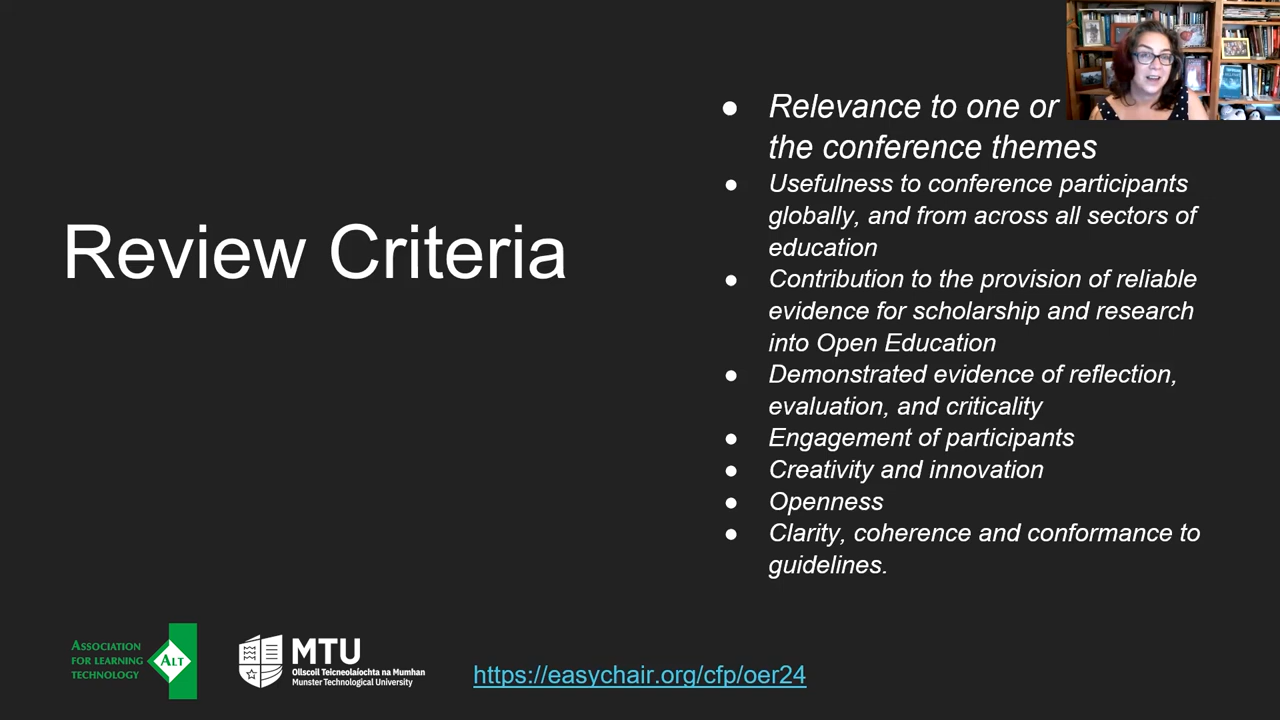 Review Criteria
● Relevance to one or
the conference themes
● Usefulness to conference participants
globally, and from across all sectors of
education
● Contribution to the provision of reliable
evidence for scholarship and research
into Open Education
● Demonstrated evidence of reflection,
evaluation, and criticality
● Engagement of participants
● Creativity and innovation
● Openness
● Clarity, coherence and conformance to
guidelines.
ASSOCIATION
FOR LEARNING
TECHNOLOGY
ALT
MTU
Ollscoil Teicneolaíochta na Mumhan
Munster Technological University
https://easychair.org/cfp/oer24